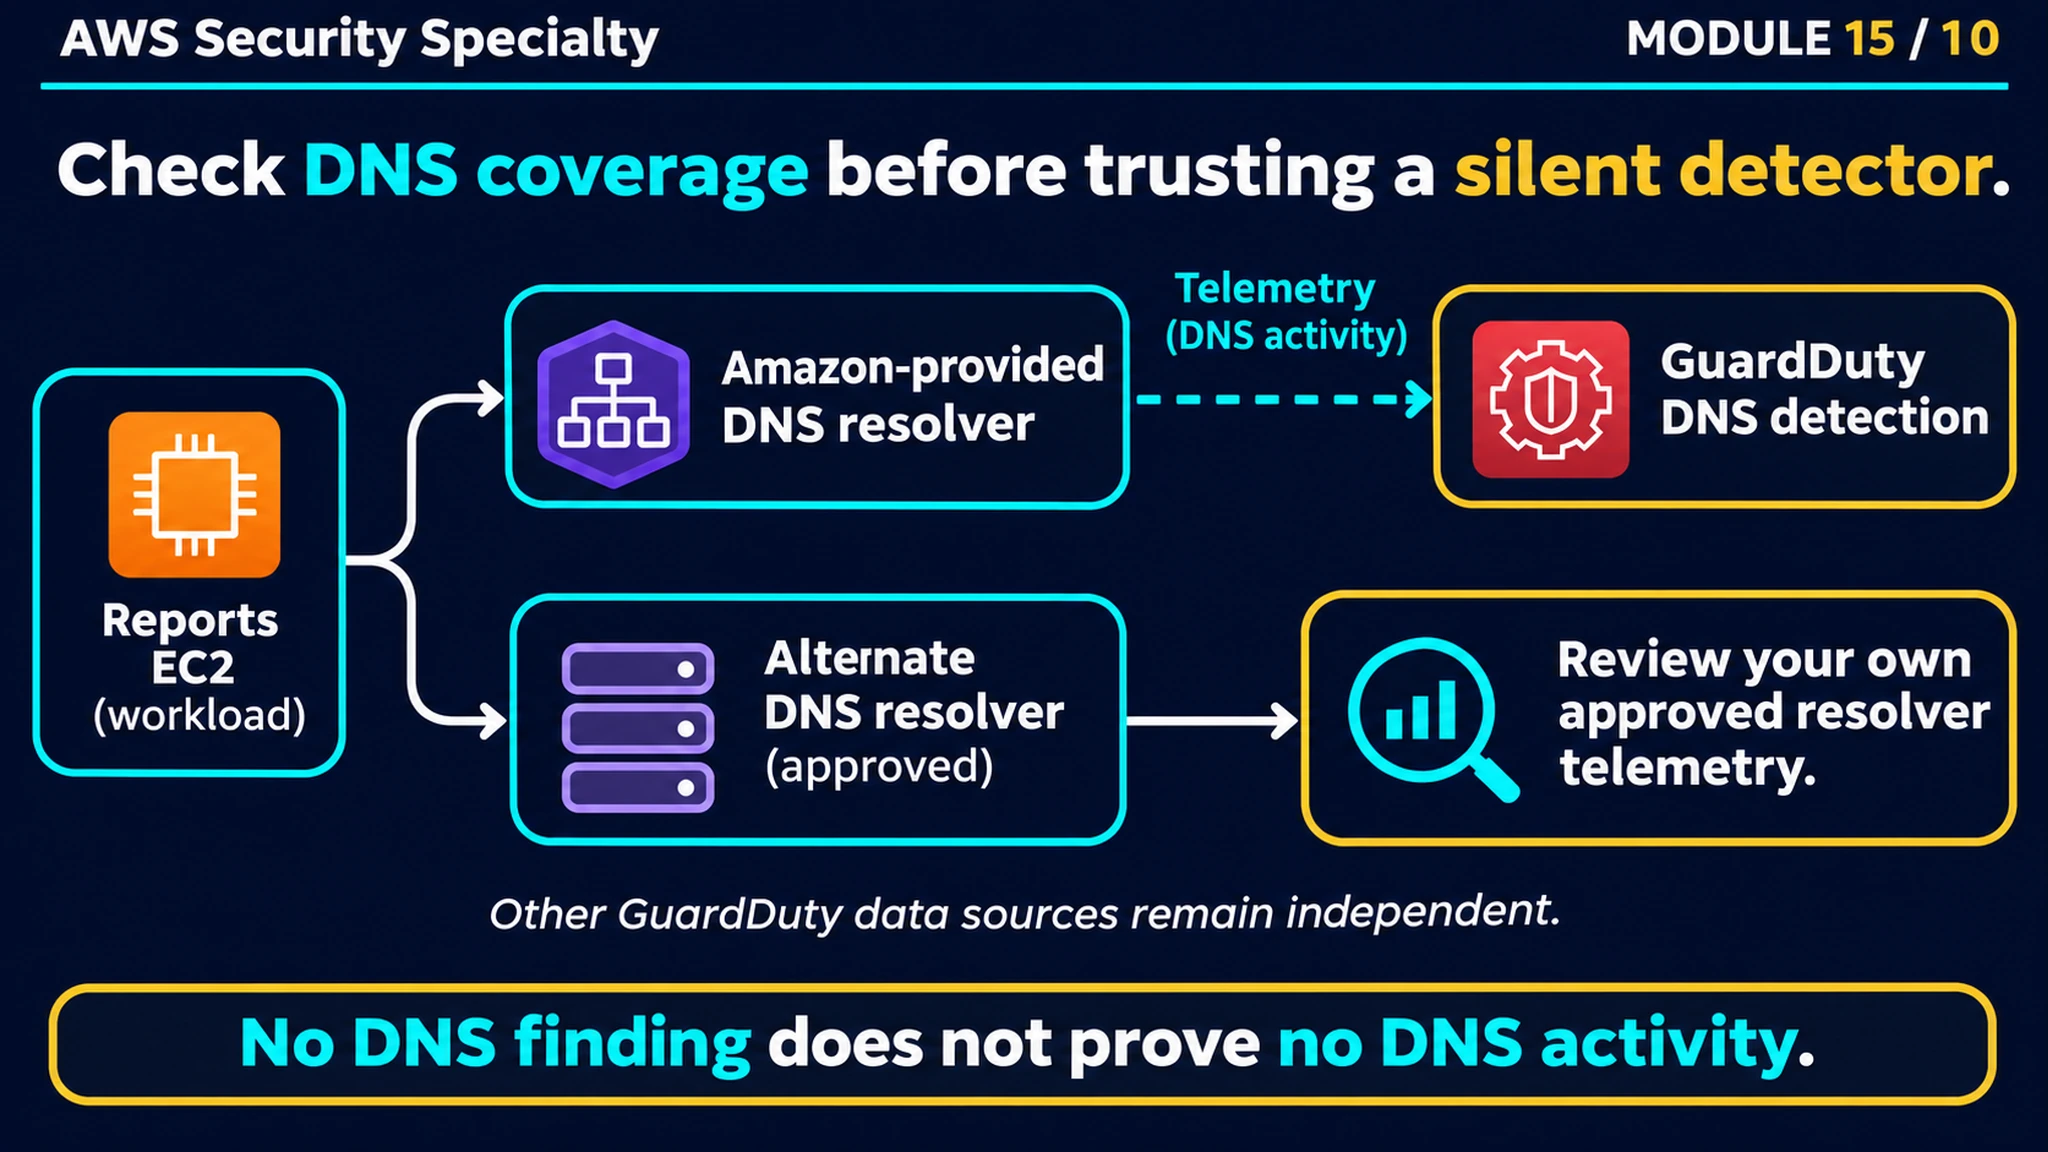 AWS Security Specialty
MODULE 15 / 10
Check DNS coverage before trusting a silent detector.
Telemetry
(DNS activity)
Amazon-provided
DNS resolver
GuardDuty
DNS detection
Reports
EC2
(workload)
Alternate
DNS resolver
(approved)
Review your own
approved resolver
telemetry.
Other GuardDuty data sources remain independent.
No DNS finding does not prove no DNS activity.